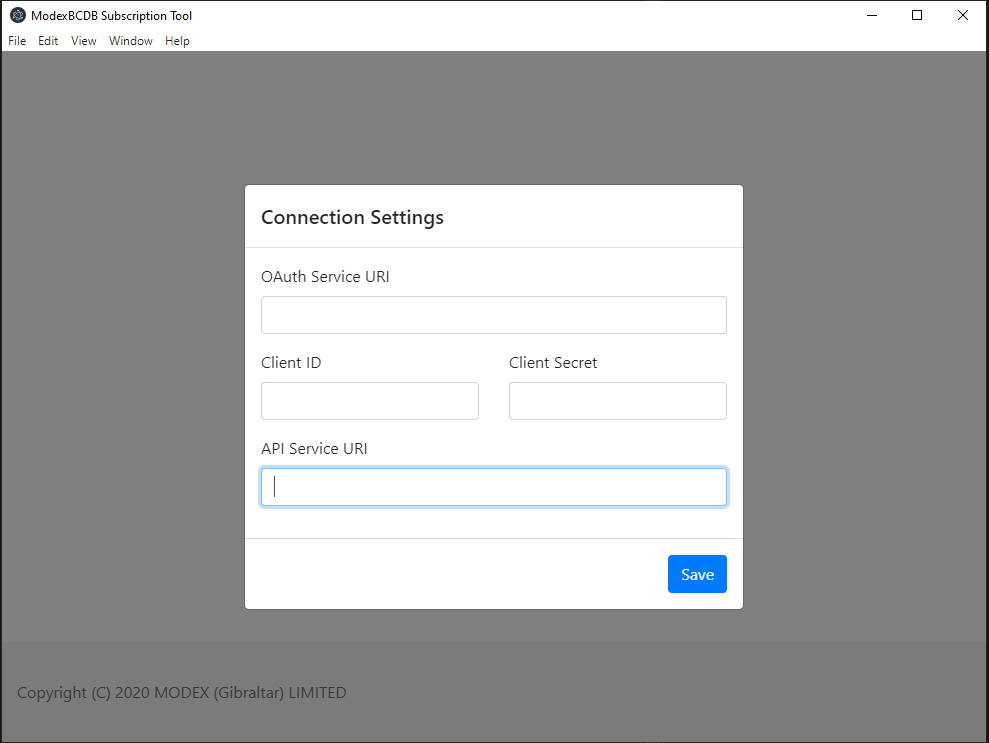 ModexBCDB Subscription Tool
File Edit View Window Help
Connection Settings
OAuth Service URI
Client ID Client Secret
API Service URI
Save
Copyright (C) 2020 MODEX (Gibraltar) LIMITED